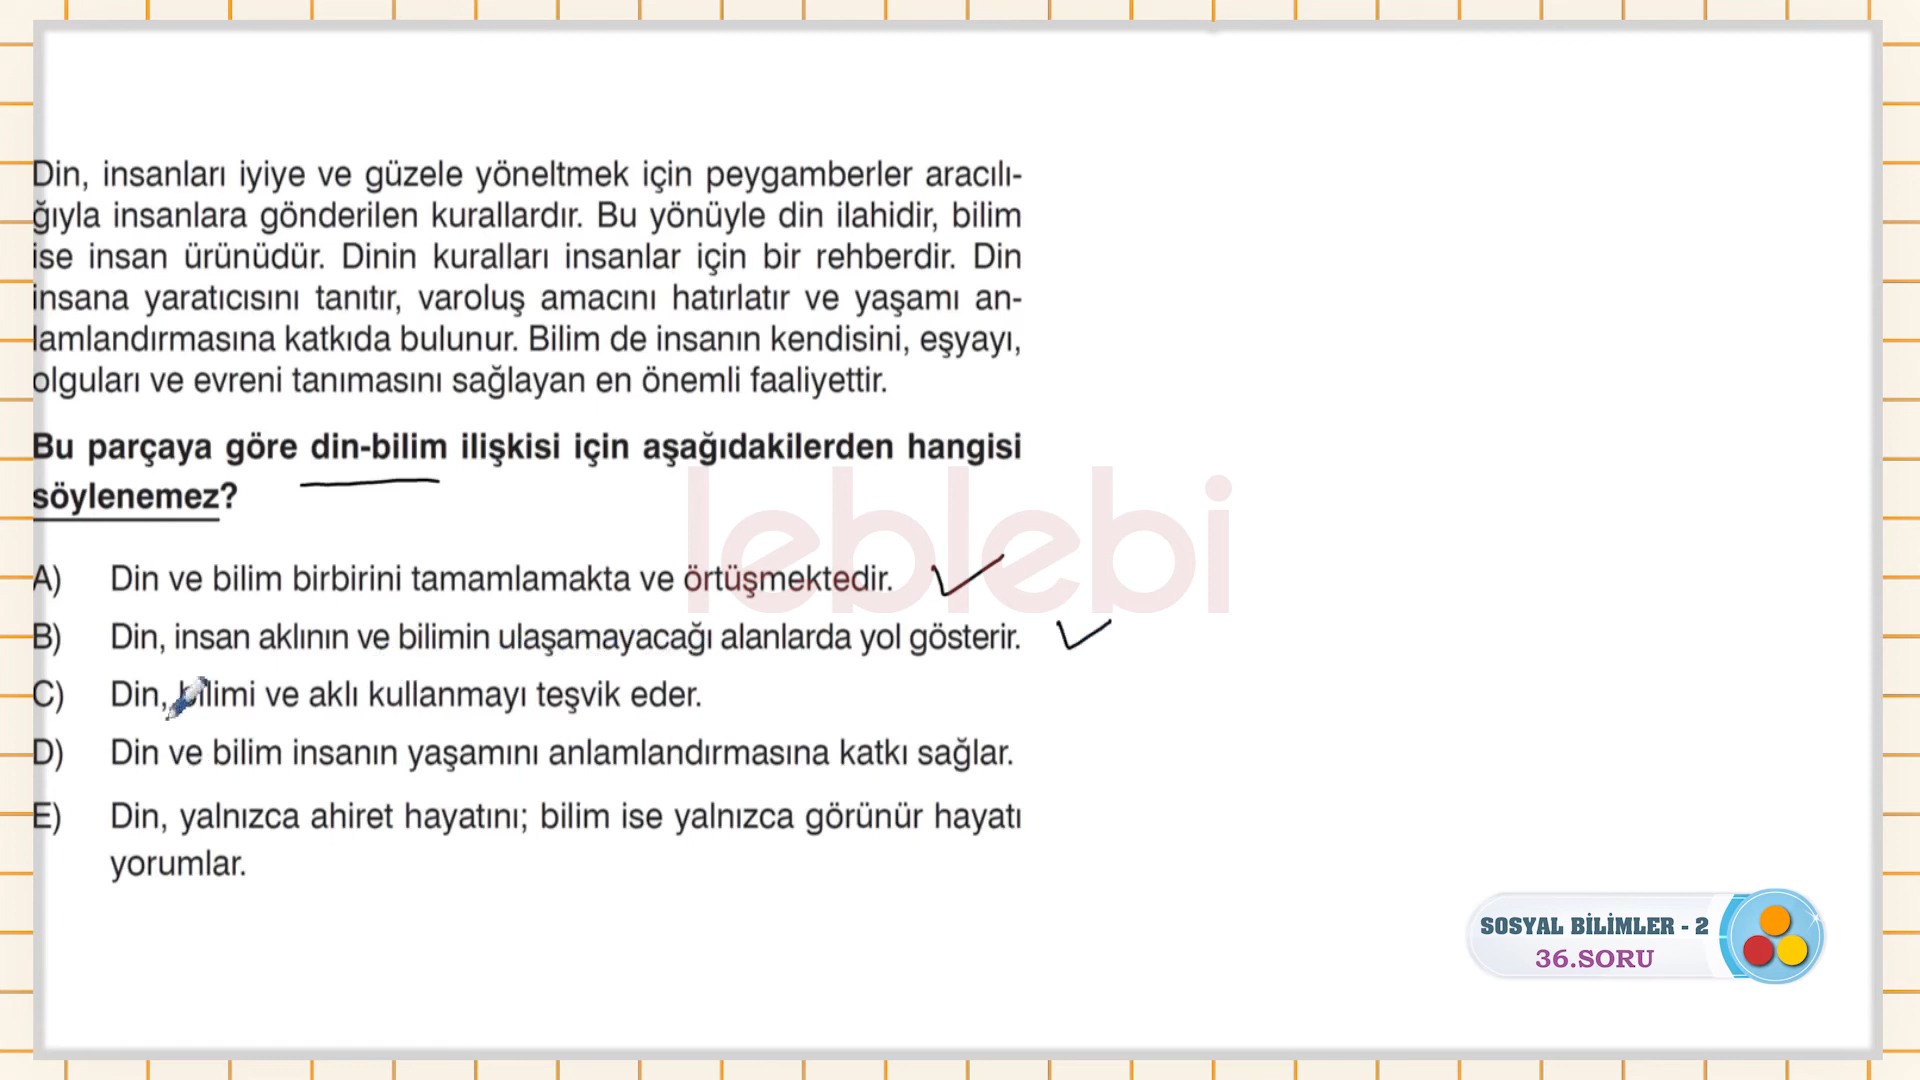 Din, insanları iyiye ve güzele yöneltmek için peygamberler aracılı-
ğıyla insanlara gönderilen kurallardır. Bu yönüyle din ilahidir, bilim
ise insan ürünüdür. Dinin kuralları insanlar için bir rehberdir. Din
insana yaratıcısını tanıtır, varoluş amacını hatırlatır ve yaşamı an-
lamlandırmasına katkıda bulunur. Bilim de insanın kendisini, eşyayı,
olguları ve evreni tanımasını sağlayan en önemli faaliyettir.
Bu parçaya göre din-bilim ilişkisi için aşağıdakilerden hangisi
söylenemez?
leblebi
A) Din ve bilim birbirini tamamlamakta ve örtüşmektedir.
B) Din, insan aklının ve bilimin ulaşamayacağı alanlarda yol gösterir.
C) Din, bilimi ve aklı kullanmayı teşvik eder.
D) Din ve bilim insanın yaşamını anlamlandırmasına katkı sağlar.
E) Din, yalnızca ahiret hayatını; bilim ise yalnızca görünür hayatı
yorumlar.
SOSYAL BİLİMLER - 2
36.SORU